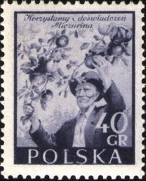 Korzystamy z doświadczeń
Miczurina
40
GR
POLSKA